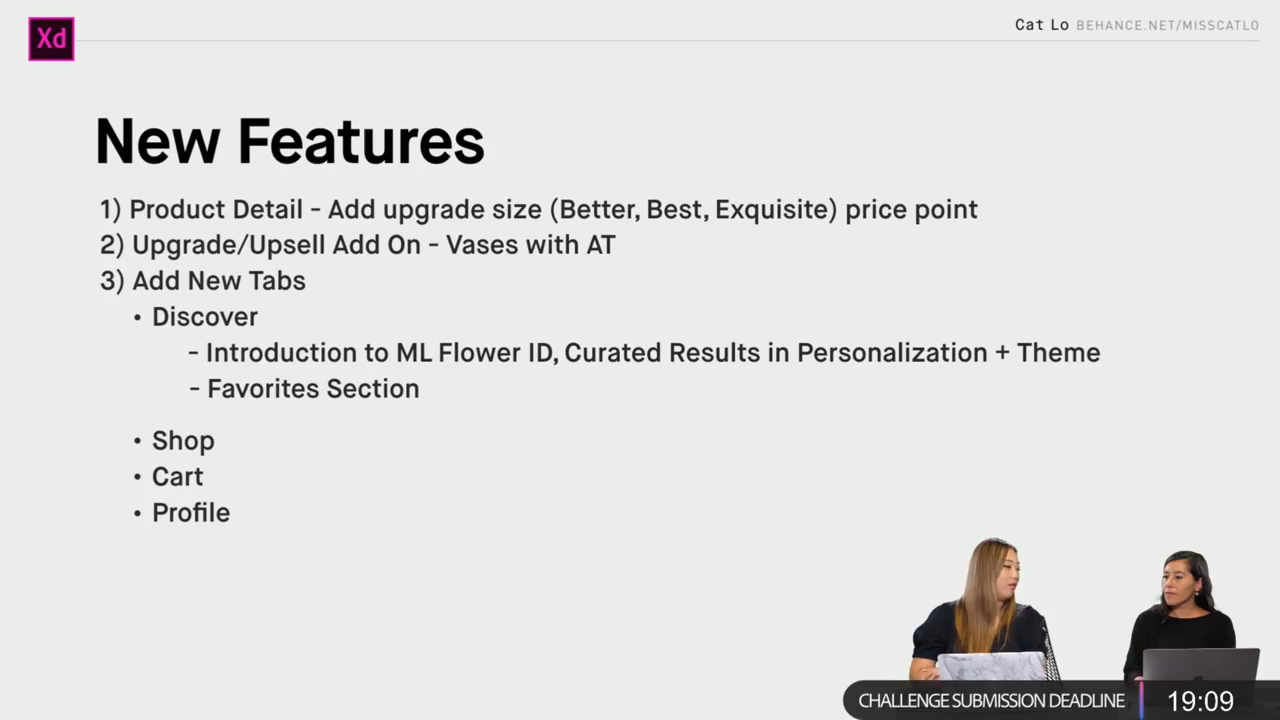 Xd
Cat Lo BEHANCE.NET/MISSCATLO
New Features
1) Product Detail - Add upgrade size (Better, Best, Exquisite) price point
2) Upgrade/Upsell Add On - Vases with AT
3) Add New Tabs
• Discover
- Introduction to ML Flower ID, Curated Results in Personalization + Theme
- Favorites Section
• Shop
• Cart
• Profile
CHALLENGE SUBMISSION DEADLINE 19:09